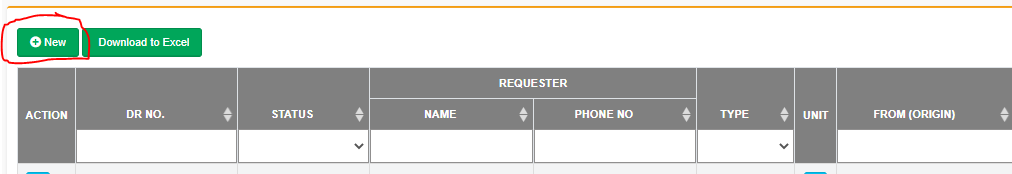 New Download to Excel
REQUESTER
ACTION DR NO. STATUS NAME PHONE NO TYPE UNIT FROM (ORIGIN)